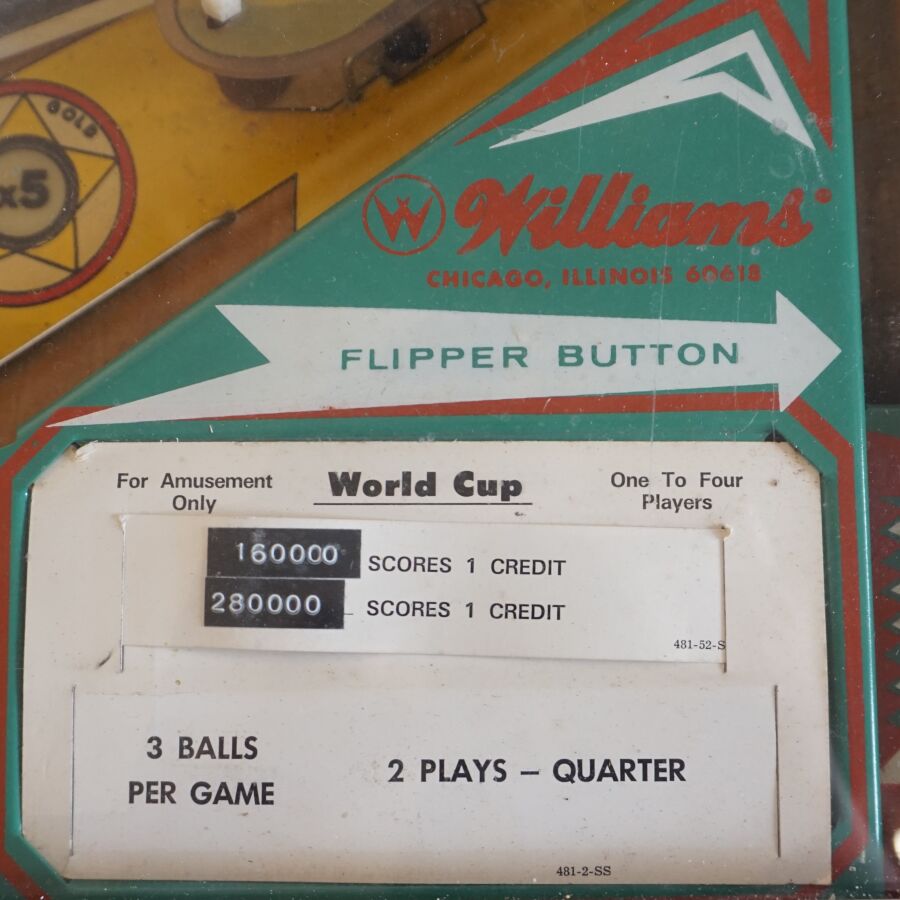 GOLD
x5
W Williams
CHICAGO, ILLINOIS 60618
FLIPPER BUTTON
For Amusement
Only
World Cup
One To Four
Players
160000 SCORES 1 CREDIT
280000 SCORES 1 CREDIT
481-52-S
3 BALLS
PER GAME
2 PLAYS – QUARTER
481-2-SS